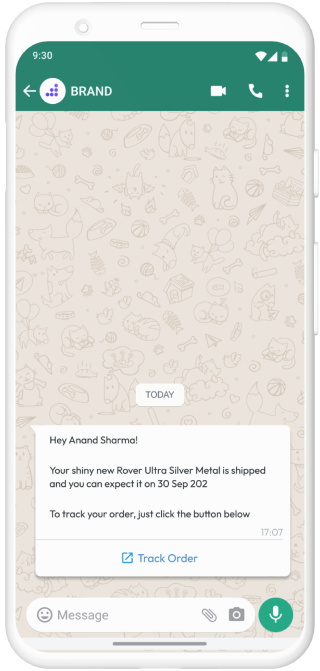 9:30
BRAND
TODAY
Hey Anand Sharma!
Your shiny new Rover Ultra Silver Metal is shipped
and you can expect it on 30 Sep 202
To track your order, just click the button below
17:07
Track Order
Message